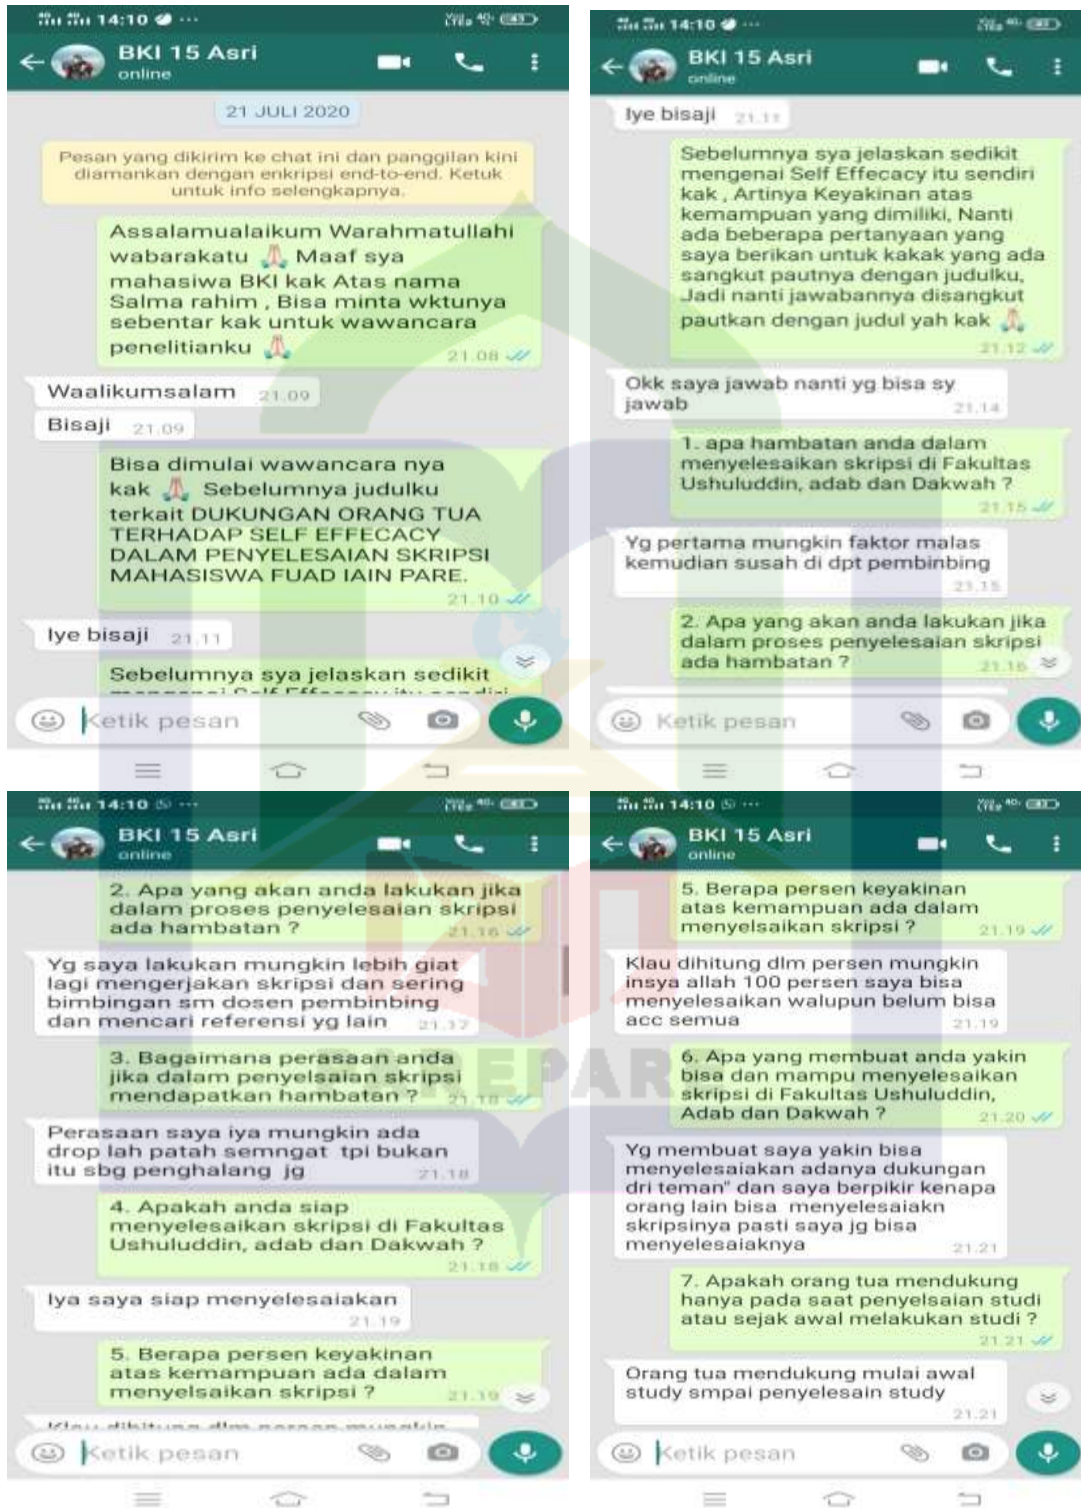 14:10
BKI 15 Asri
online
21 JULI 2020
Pesan yang dikirim ke chat ini dan panggilan kini
diamankan dengan enkripsi end-to-end. Ketuk
untuk info selengkapnya.
Assalamualaikum Warahmatullahi
wabarakatu 🙏 Maaf sya
mahasiwa BKI kak Atas nama
Salma rahim , Bisa minta wktunya
sebentar kak untuk wawancara
penelitianku 🙏
21.08
Waalikumsalam 21.09
Bisaji 21.09
Bisa dimulai wawancara nya
kak 🙏 Sebelumnya judulku
terkait DUKUNGAN ORANG TUA
TERHADAP SELF EFFECACY
DALAM PENYELESAIAN SKRIPSI
MAHASISWA FUAD IAIN PARE.
21.10
Iye bisaji 21.11
Sebelumnya sya jelaskan sedikit
mengenai Self Effecacy itu sendiri
Ketik pesan
14:10
BKI 15 Asri
online
Iye bisaji 21.11
Sebelumnya sya jelaskan sedikit
mengenai Self Effecacy itu sendiri
kak , Artinya Keyakinan atas
kemampuan yang dimiliki, Nanti
ada beberapa pertanyaan yang
saya berikan untuk kakak yang ada
sangkut pautnya dengan judulku,
Jadi nanti jawabannya disangkut
pautkan dengan judul yah kak 🙏
21.12
Okk saya jawab nanti yg bisa sy
jawab 21.14
1. apa hambatan anda dalam
menyelesaikan skripsi di Fakultas
Ushuluddin, adab dan Dakwah ?
21.15
Yg pertama mungkin faktor malas
kemudian susah di dpt pembinbing
21.15
2. Apa yang akan anda lakukan jika
dalam proses penyelesaian skripsi
ada hambatan ? 21.16
Ketik pesan
14:10
BKI 15 Asri
online
2. Apa yang akan anda lakukan jika
dalam proses penyelesaian skripsi
ada hambatan ? 21.16
Yg saya lakukan mungkin lebih giat
lagi mengerjakan skripsi dan sering
bimbingan sm dosen pembinbing
dan mencari referensi yg lain 21.17
3. Bagaimana perasaan anda
jika dalam penyelsaian skripsi
mendapatkan hambatan ? 21.18
Perasaan saya iya mungkin ada
drop lah patah semngat tpi bukan
itu sbg penghalang jg 21.18
4. Apakah anda siap
menyelesaikan skripsi di Fakultas
Ushuluddin, adab dan Dakwah ?
21.18
Iya saya siap menyelesaiakan
21.19
5. Berapa persen keyakinan
atas kemampuan ada dalam
menyelsaikan skripsi ? 21.19
Klau dihitung dlm persen mungkin
Ketik pesan
14:10
BKI 15 Asri
online
5. Berapa persen keyakinan
atas kemampuan ada dalam
menyelsaikan skripsi ? 21.19
Klau dihitung dlm persen mungkin
insya allah 100 persen saya bisa
menyelesaikan walupun belum bisa
acc semua 21.19
6. Apa yang membuat anda yakin
bisa dan mampu menyelesaikan
skripsi di Fakultas Ushuluddin,
Adab dan Dakwah ? 21.20
Yg membuat saya yakin bisa
menyelesaiakan adanya dukungan
dri teman" dan saya berpikir kenapa
orang lain bisa menyelesaiakn
skripsinya pasti saya jg bisa
menyelesaiaknya 21.21
7. Apakah orang tua mendukung
hanya pada saat penyelsaian studi
atau sejak awal melakukan studi ?
21.21
Orang tua mendukung mulai awal
study smpai penyelesain study
21.21
Ketik pesan